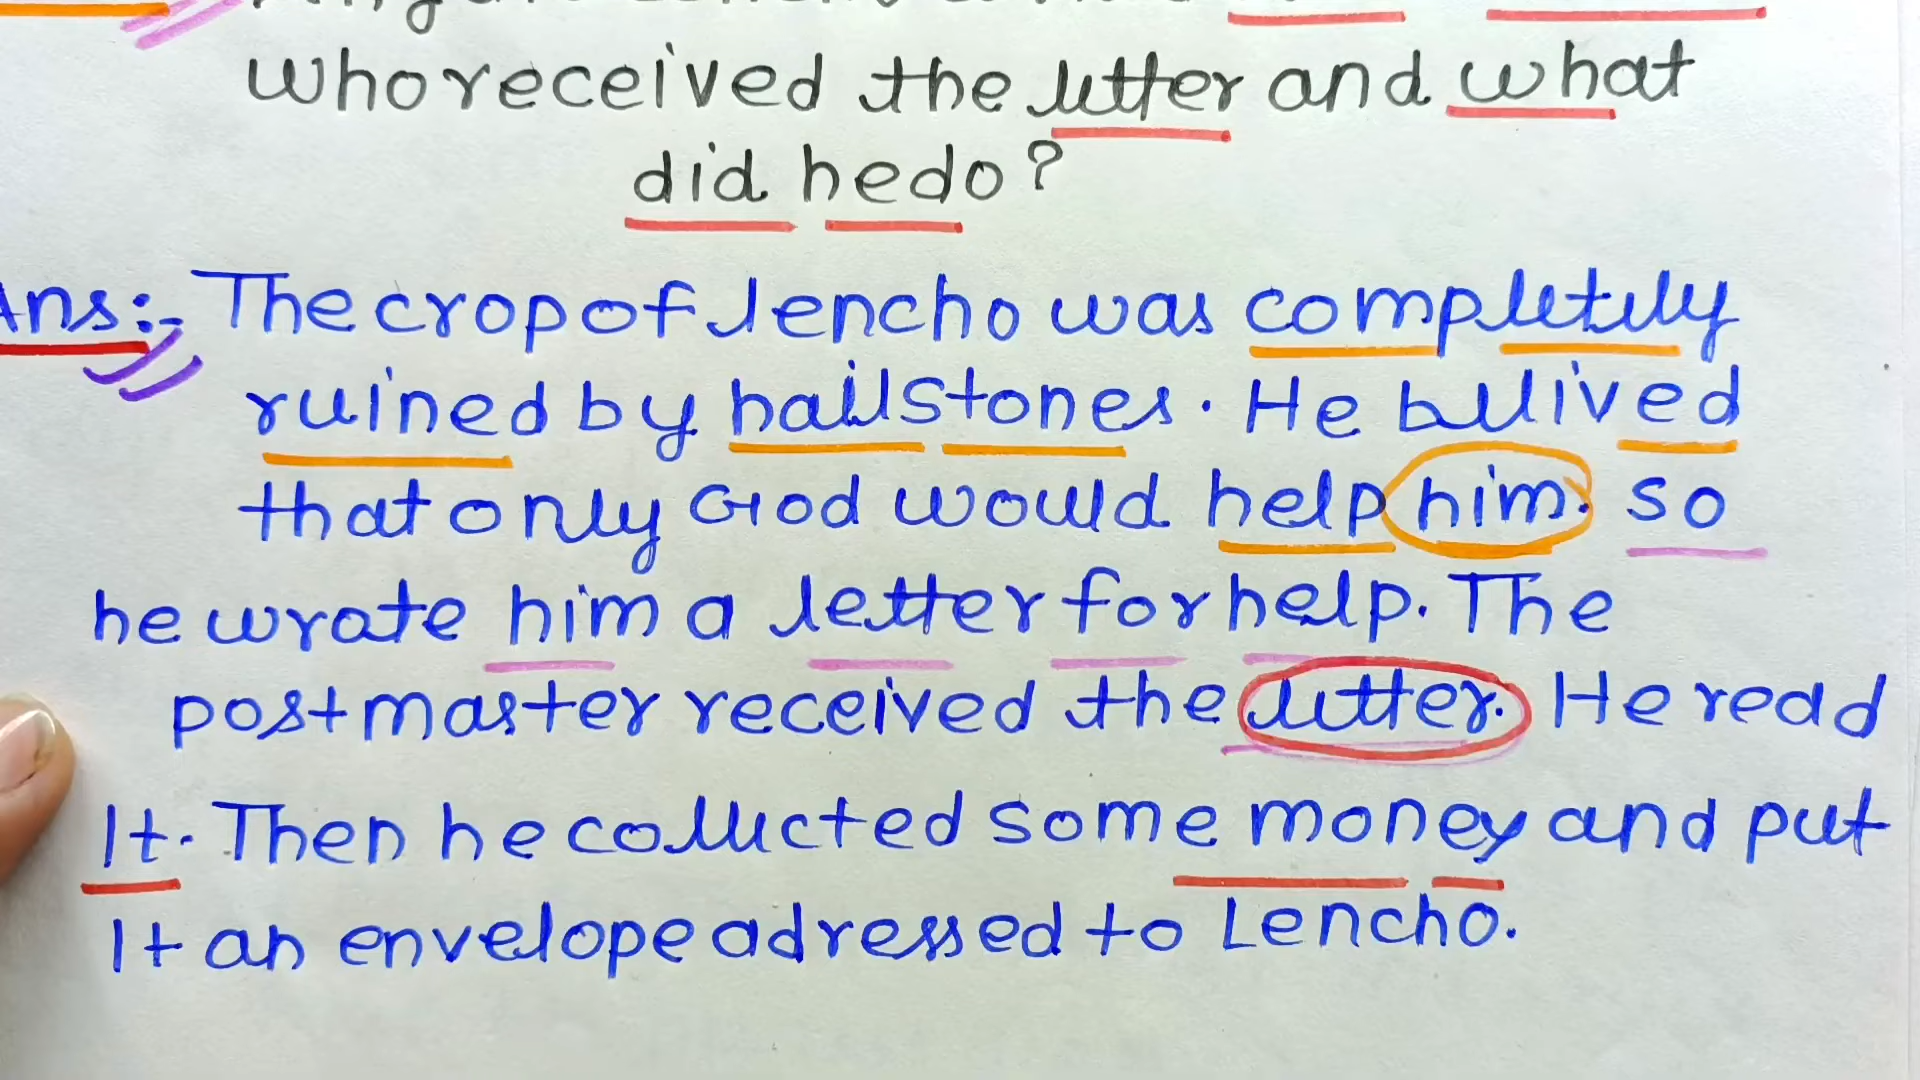 who received the letter and what
did he do?
Ans:- The crop of Lencho was completely
ruined by hailstones. He belived
that only God would help him. so
he wrote him a letter for help. The
postmaster received the letter. He read
It. Then he collected some money and put
It an envelope adressed to Lencho.